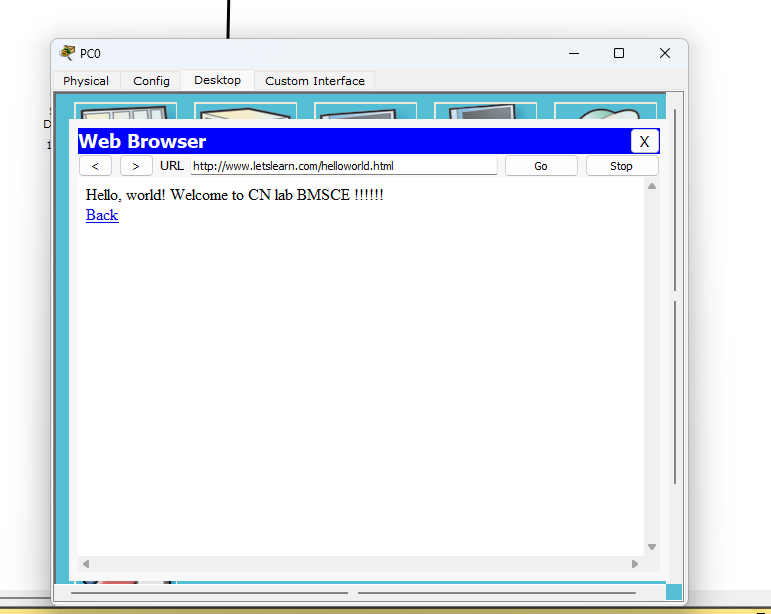 PC0
Physical Config Desktop Custom Interface
D
1
Web Browser X
< > URL http://www.letslearn.com/helloworld.html Go Stop
Hello, world! Welcome to CN lab BMSCE !!!!!!
Back